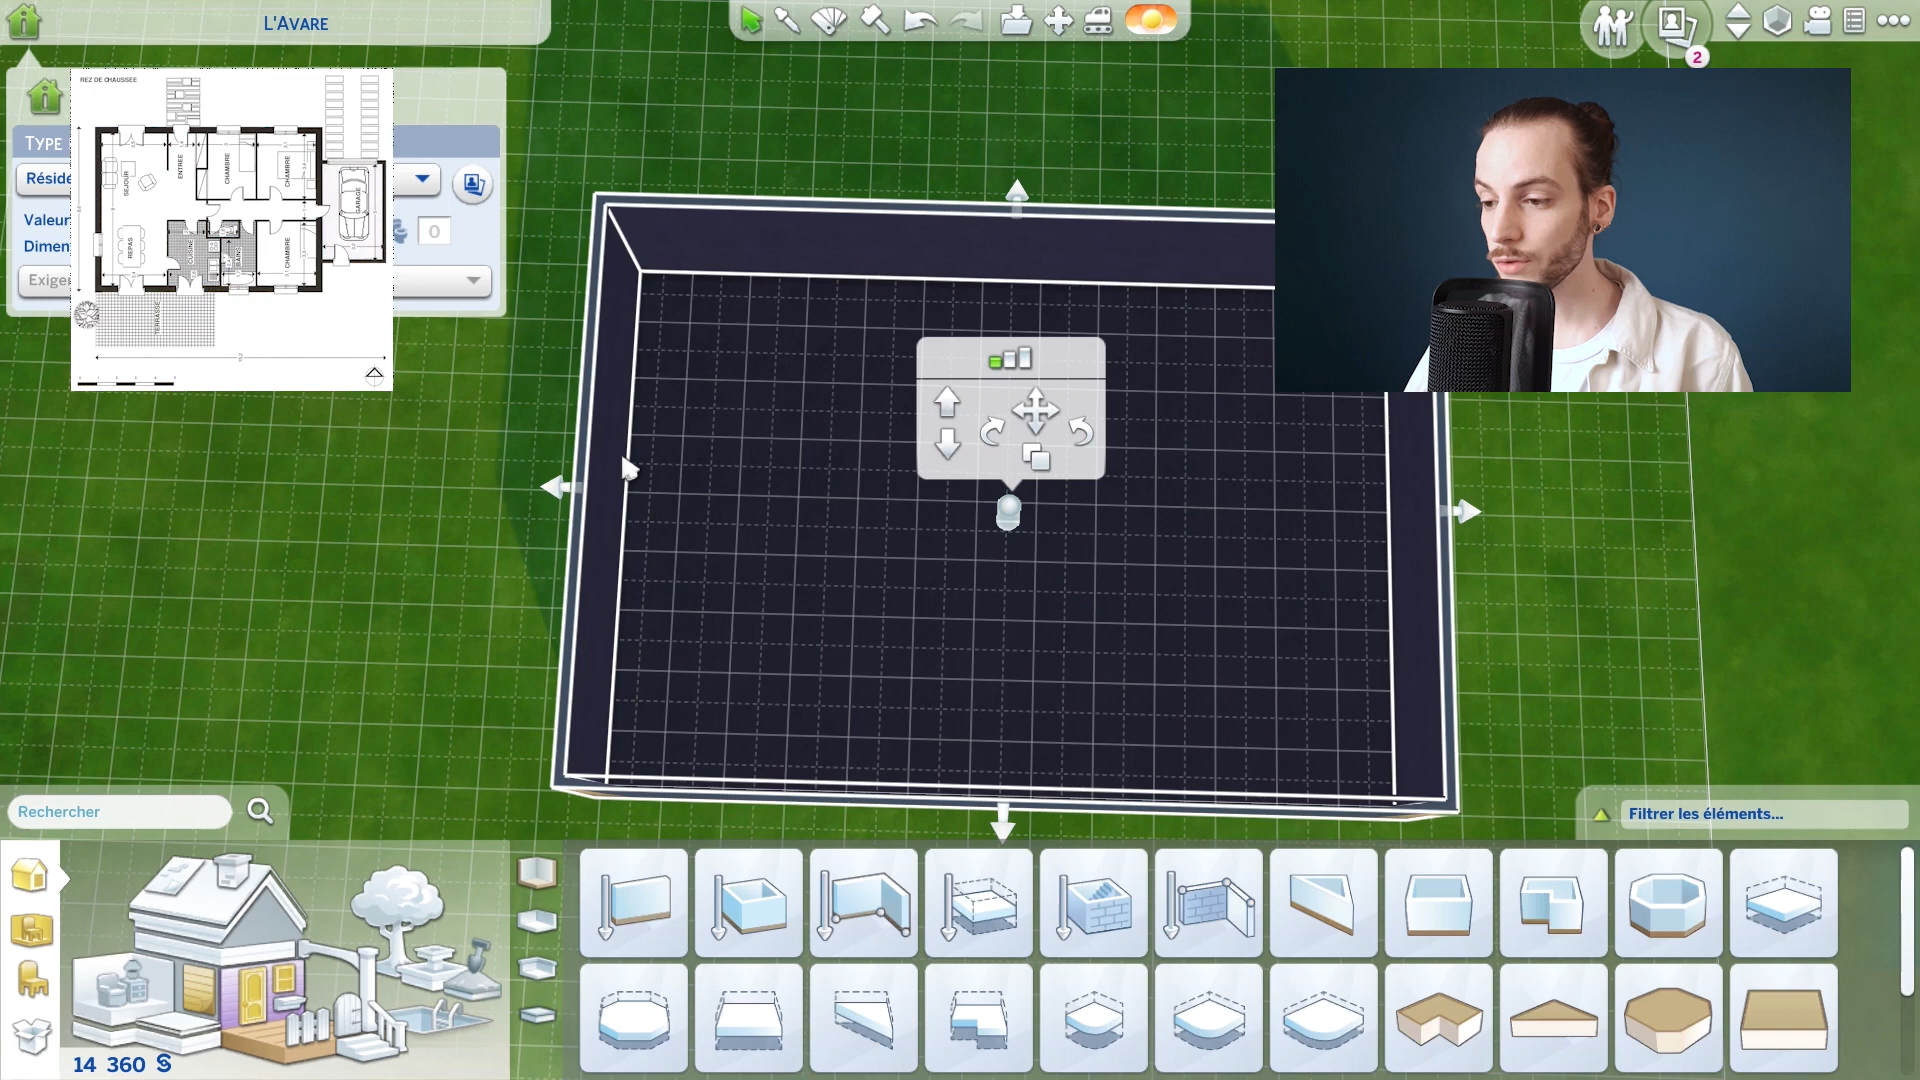 L'Avare
2
REZ DE CHAUSSEE
TYPE
Réside
Valeur
Dimen
0
Exiger
ENTREE
SEJOUR
CHAMBRE
CHAMBRE
GARAGE
REPAS
CUISINE
BAINS
CHAMBRE
TERRASSE
Rechercher
Filtrer les éléments...
14 360 §